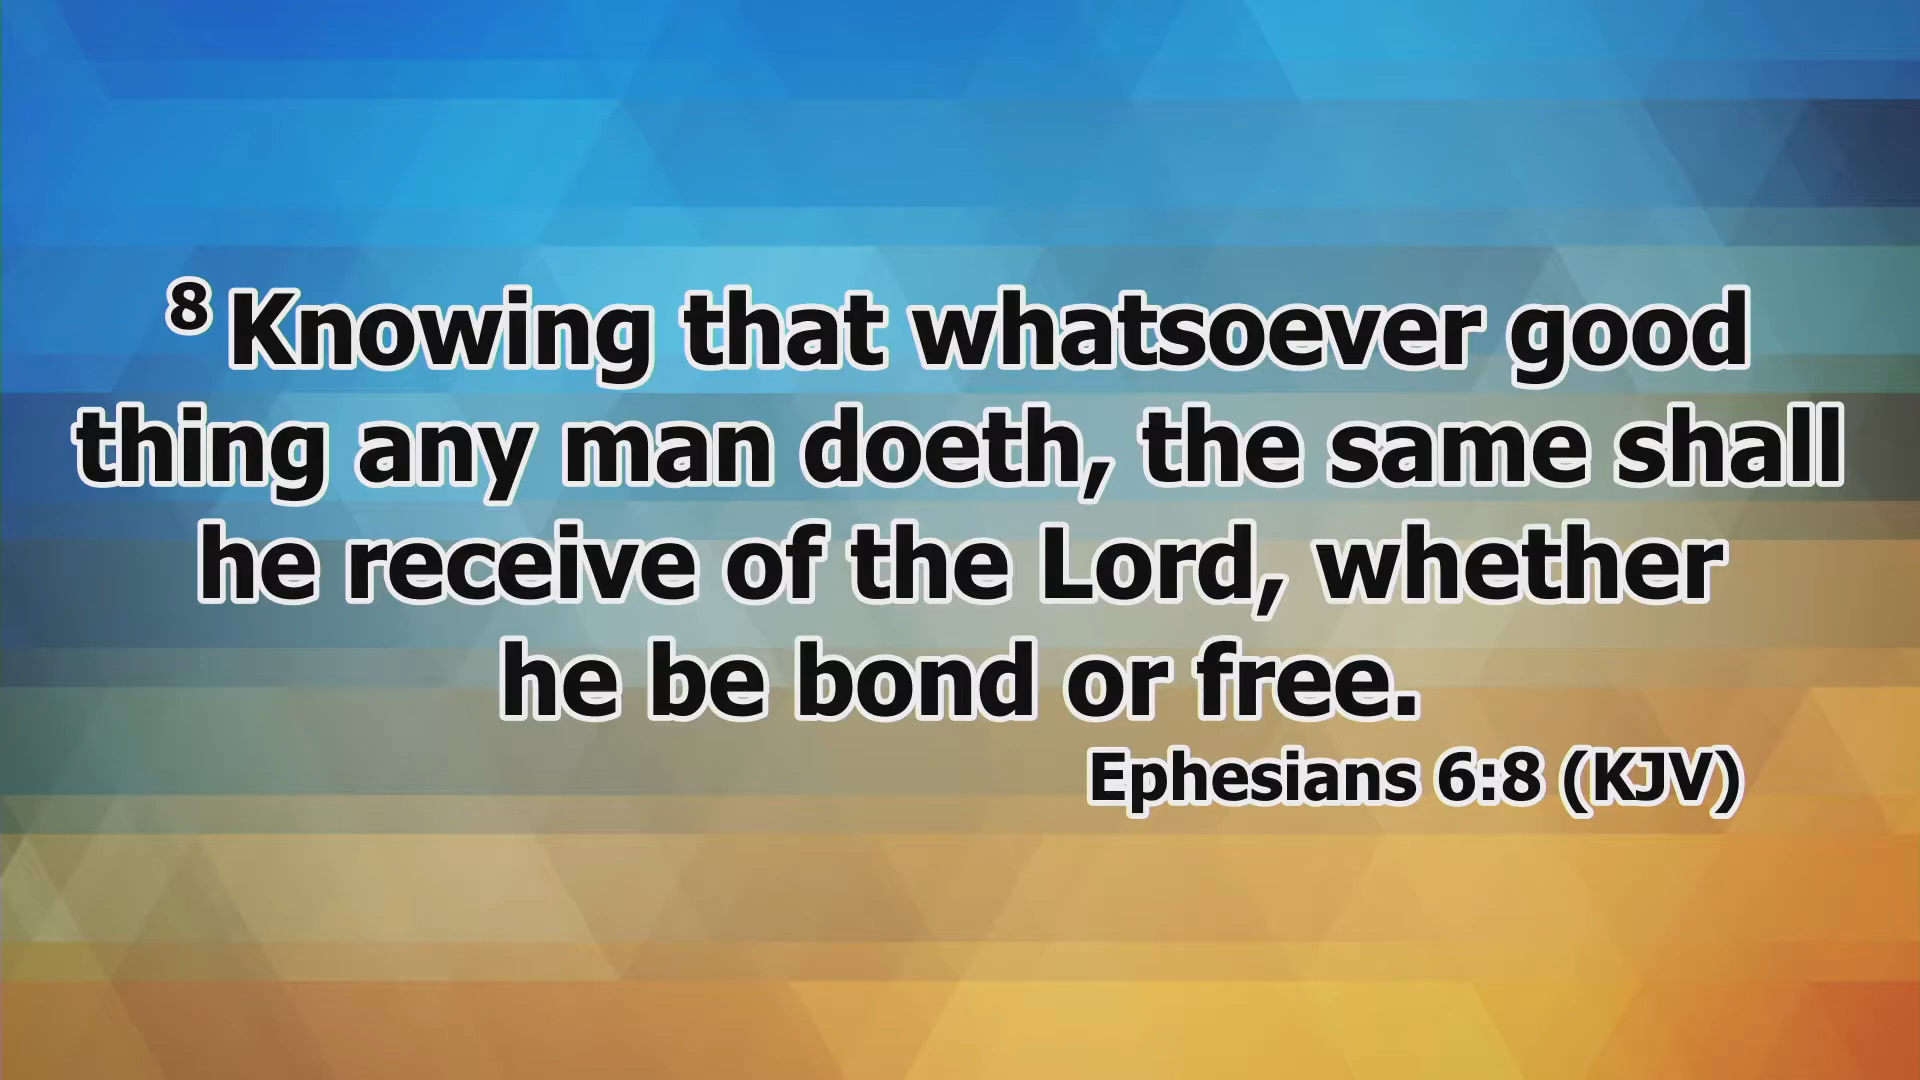 8 Knowing that whatsoever good
thing any man doeth, the same shall
he receive of the Lord, whether
he be bond or free.
Ephesians 6:8 (KJV)